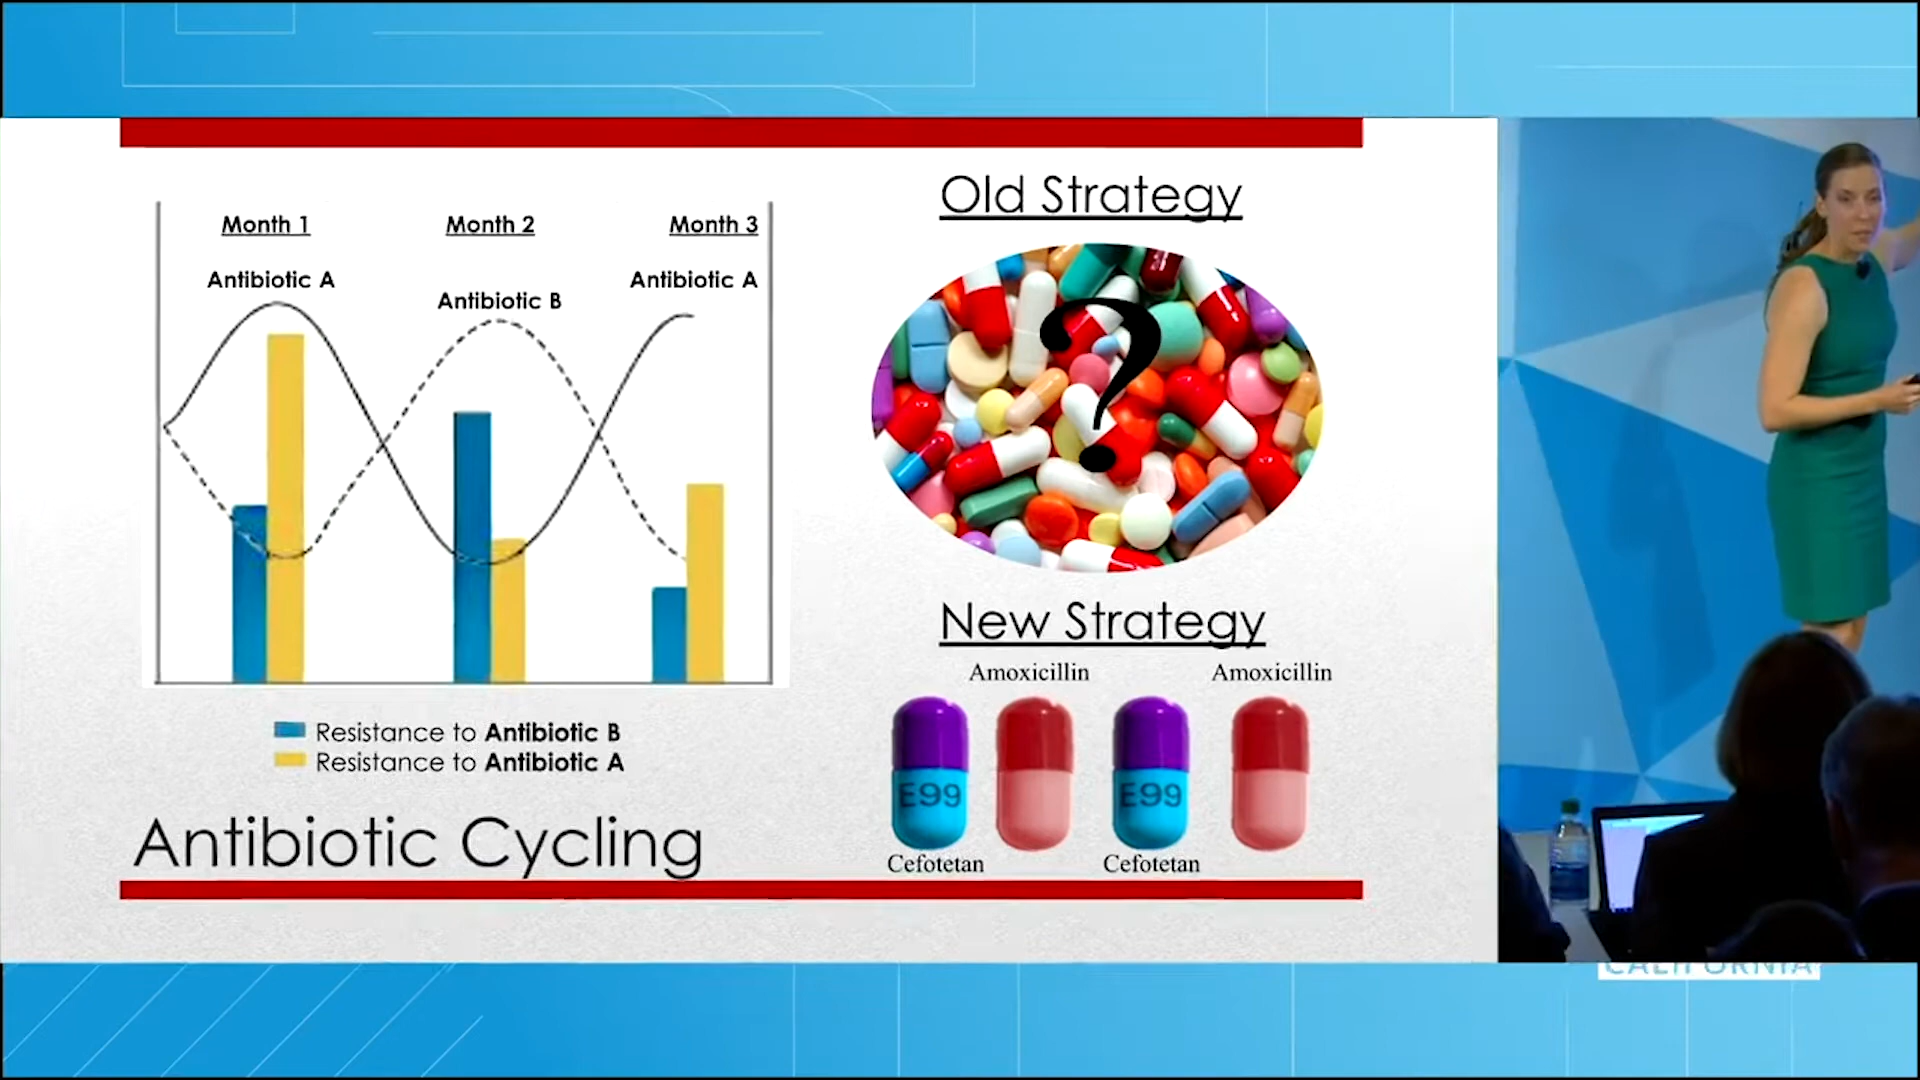 Month 1
Month 2
Month 3
Antibiotic A
Antibiotic B
Antibiotic A
Resistance to Antibiotic B
Resistance to Antibiotic A
Antibiotic Cycling
Old Strategy
?
New Strategy
Amoxicillin
Amoxicillin
E99
E99
Cefotetan
Cefotetan
CALIFORNIA